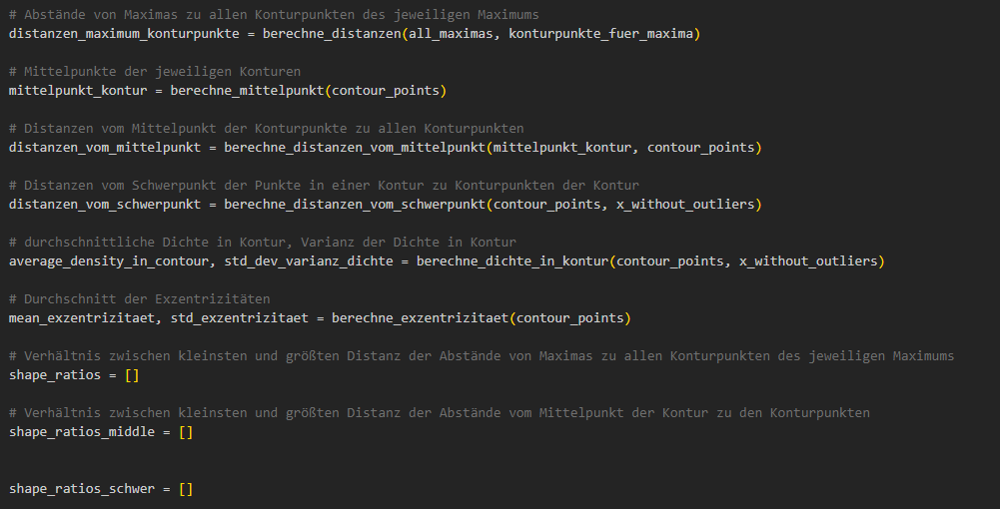 # Abstände von Maximas zu allen Konturpunkten des jeweiligen Maximums
distanzen_maximum_konturpunkte = berechne_distanzen(all_maximas, konturpunkte_fuer_maxima)
# Mittelpunkte der jeweiligen Konturen
mittelpunkt_kontur = berechne_mittelpunkt(contour_points)
# Distanzen vom Mittelpunkt der Konturpunkte zu allen Konturpunkten
distanzen_vom_mittelpunkt = berechne_distanzen_vom_mittelpunkt(mittelpunkt_kontur, contour_points)
# Distanzen vom Schwerpunkt der Punkte in einer Kontur zu Konturpunkten der Kontur
distanzen_vom_schwerpunkt = berechne_distanzen_vom_schwerpunkt(contour_points, x_without_outliers)
# durchschnittliche Dichte in Kontur, Varianz der Dichte in Kontur
average_density_in_contour, std_dev_varianz_dichte = berechne_dichte_in_kontur(contour_points, x_without_outliers)
# Durchschnitt der Exzentrizitäten
mean_exzentrizitaet, std_exzentrizitaet = berechne_exzentrizitaet(contour_points)
# Verhältnis zwischen kleinsten und größten Distanz der Abstände von Maximas zu allen Konturpunkten des jeweiligen Maximums
shape_ratios = []
# Verhältnis zwischen kleinsten und größten Distanz der Abstände vom Mittelpunkt der Kontur zu den Konturpunkten
shape_ratios_middle = []
shape_ratios_schwer = []